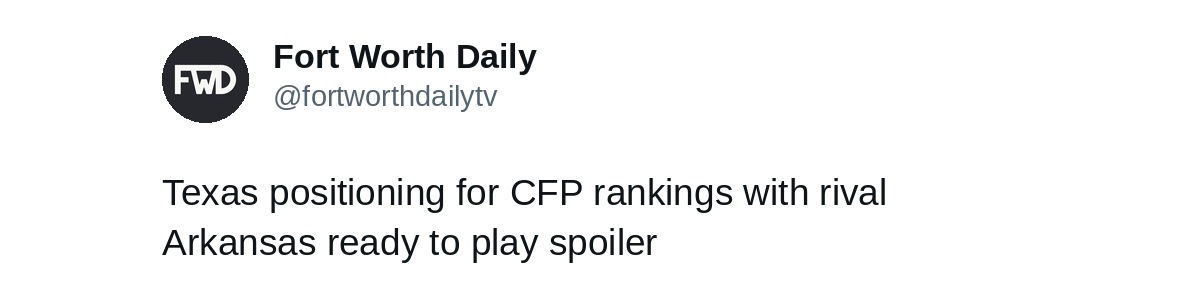 FWD
Fort Worth Daily
@fortworthdailytv
Texas positioning for CFP rankings with rival
Arkansas ready to play spoiler